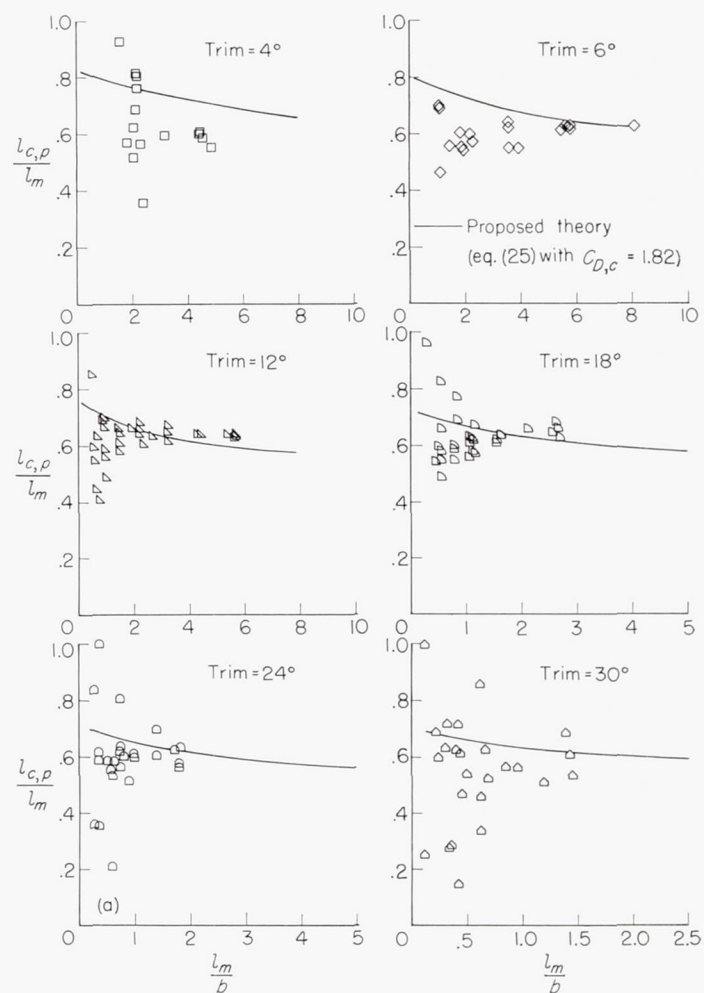 Trim = 4°
1.0
.8
.6
.4
.2
0 2 4 6 8 10
l_{c,p}
l_m
Trim = 6°
1.0
.8
.6
.4
.2
0 2 4 6 8 10
Proposed theory
(eq. (25) with C_{D,c} = 1.82)
Trim = 12°
1.0
.8
.6
.4
.2
0 2 4 6 8 10
l_{c,p}
l_m
Trim = 18°
1.0
.8
.6
.4
.2
0 1 2 3 4 5
Trim = 24°
1.0
.8
.6
.4
.2
(a)
0 1 2 3 4 5
l_{c,p}
l_m
l_m
b
Trim = 30°
1.0
.8
.6
.4
.2
0 .5 1.0 1.5 2.0 2.5
l_m
b